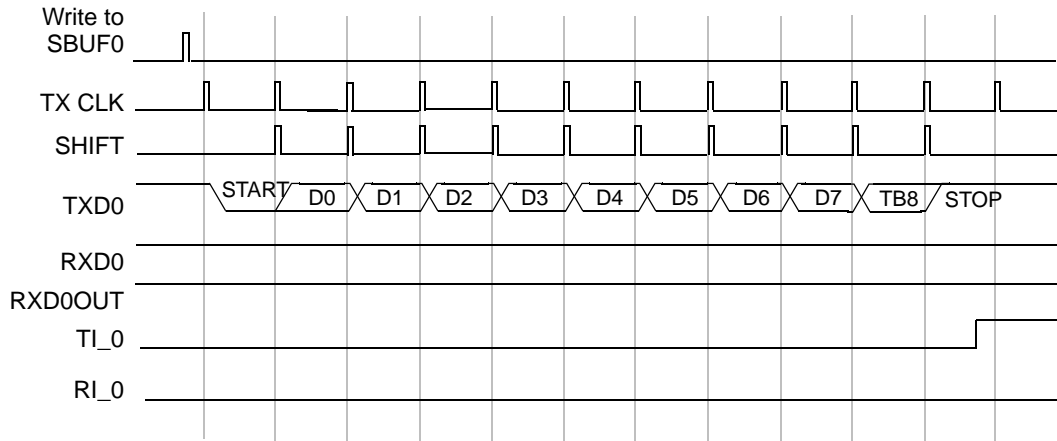 Write to
SBUF0
TX CLK
SHIFT
TXD0
START D0 D1 D2 D3 D4 D5 D6 D7 TB8 STOP
RXD0
RXD0OUT
TI_0
RI_0